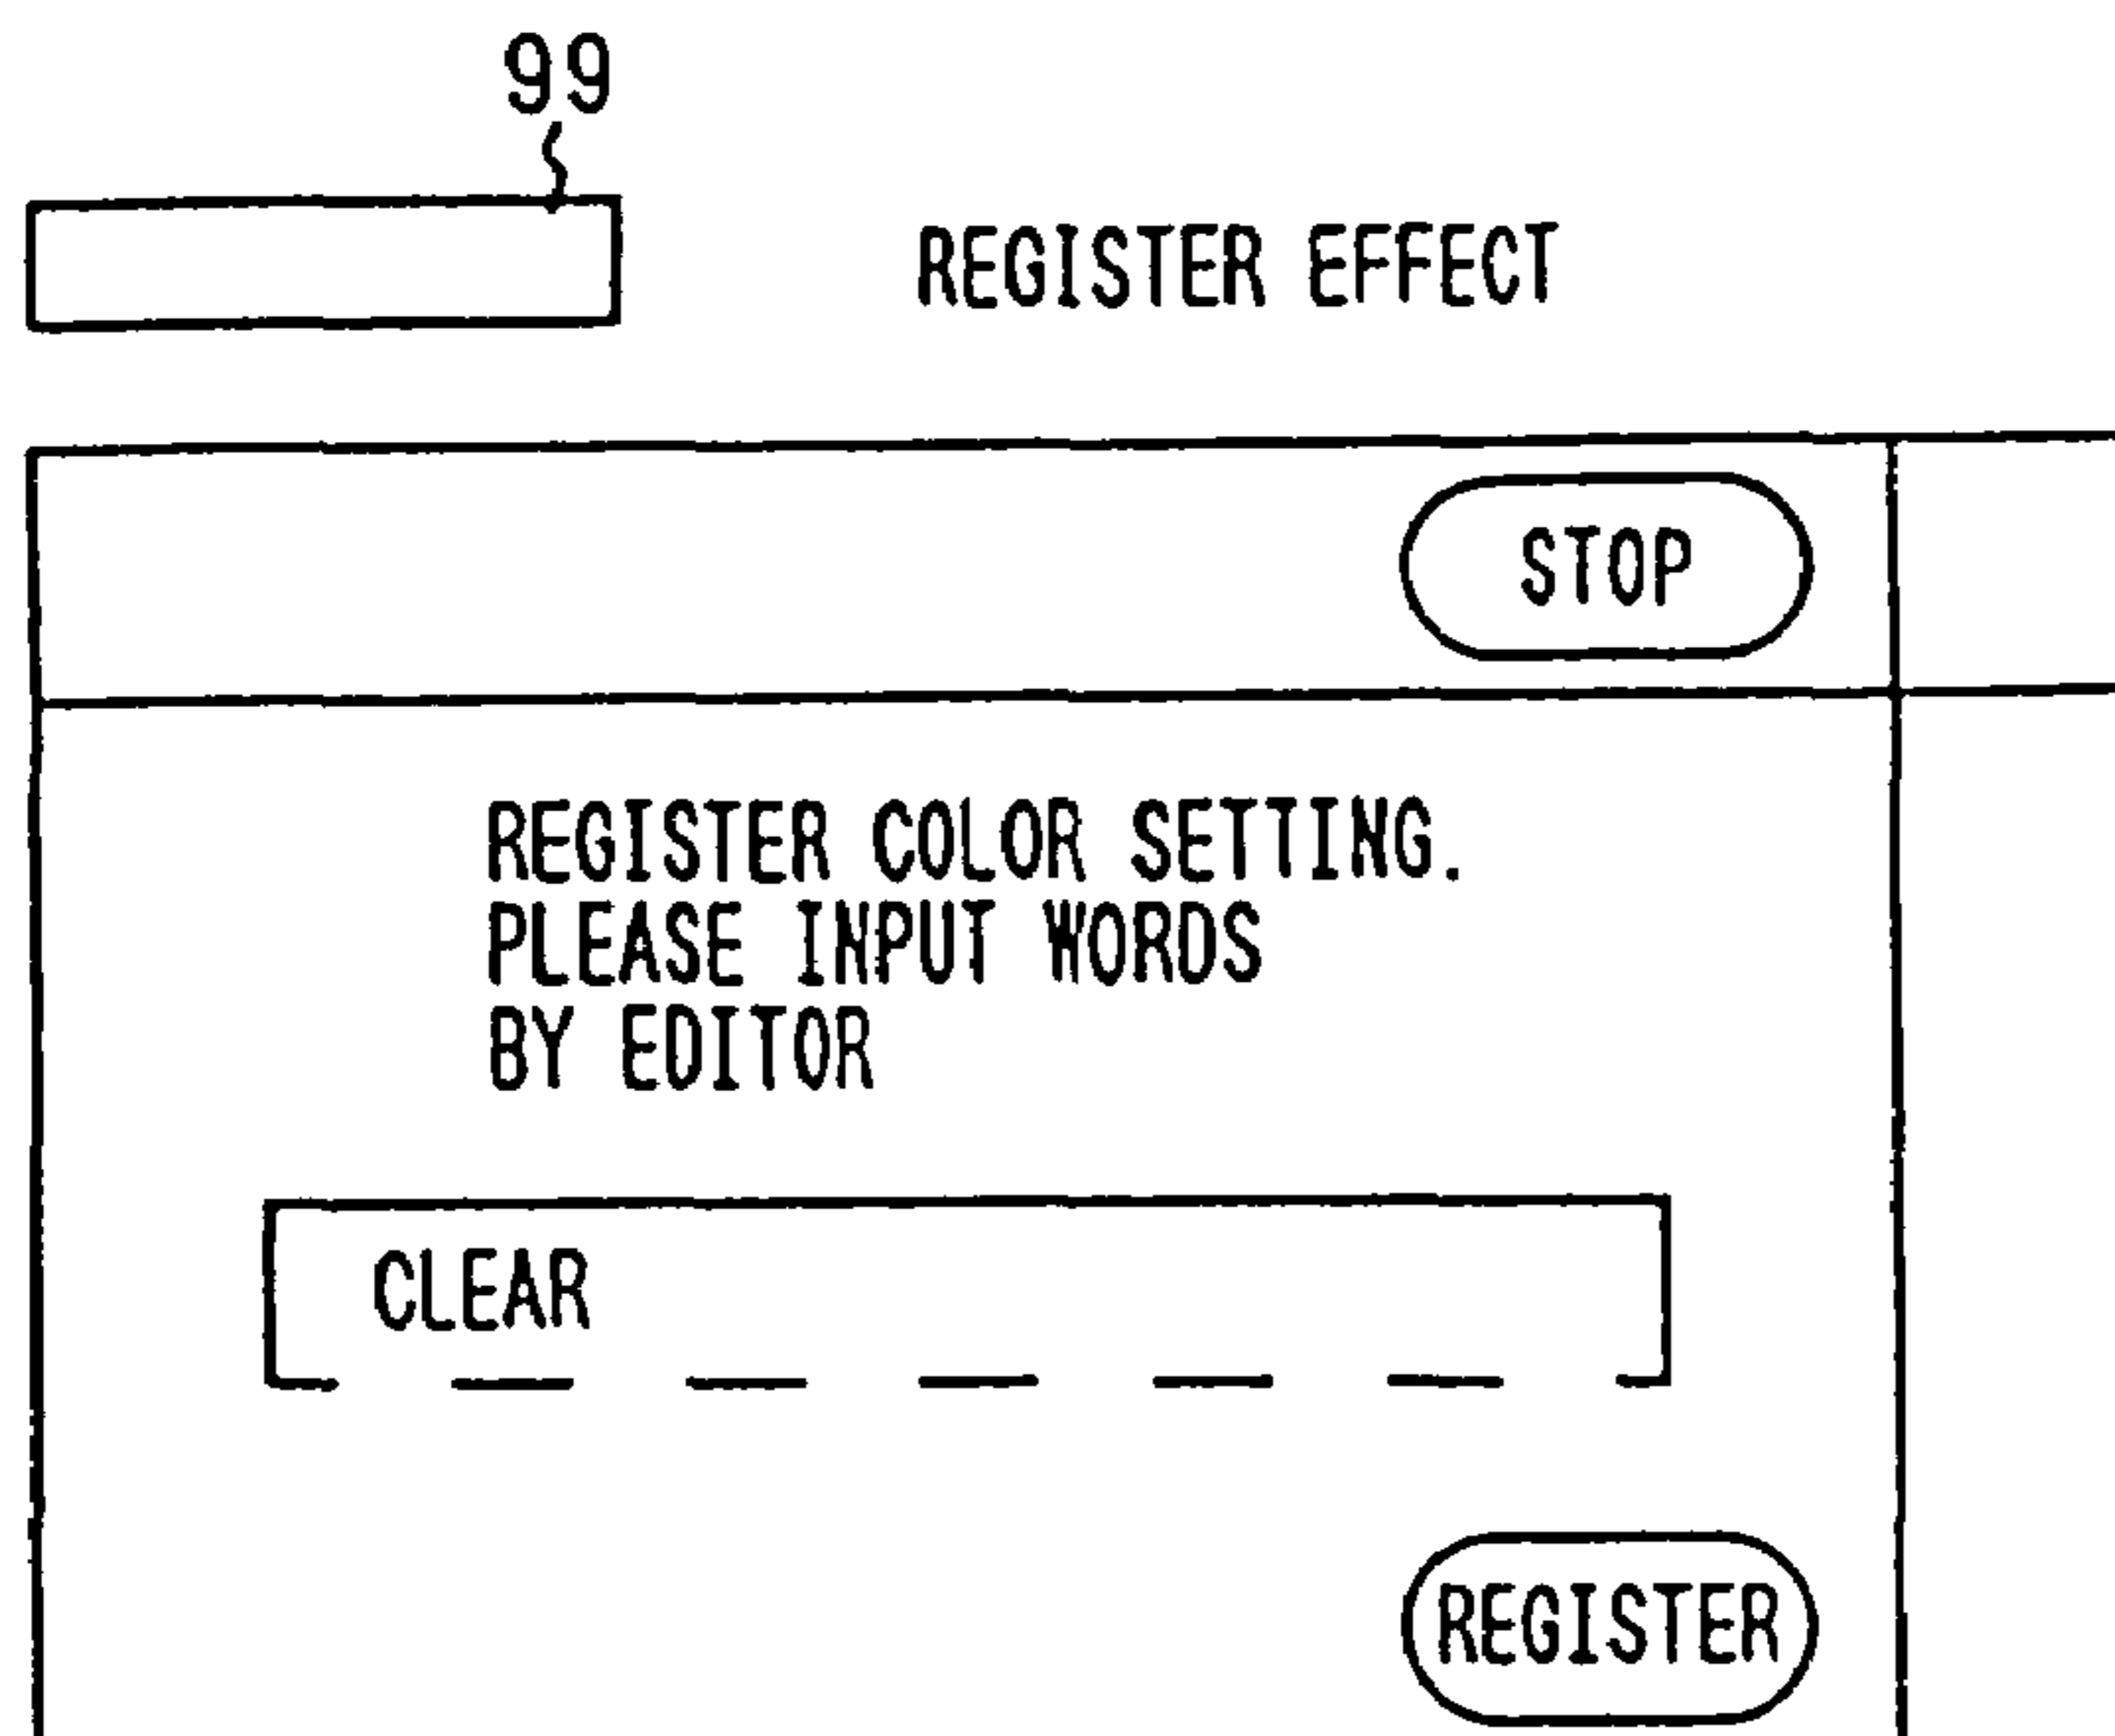 99
REGISTER EFFECT
STOP
REGISTER COLOR SETTING.
PLEASE INPUT WORDS
BY EDITOR
CLEAR
REGISTER